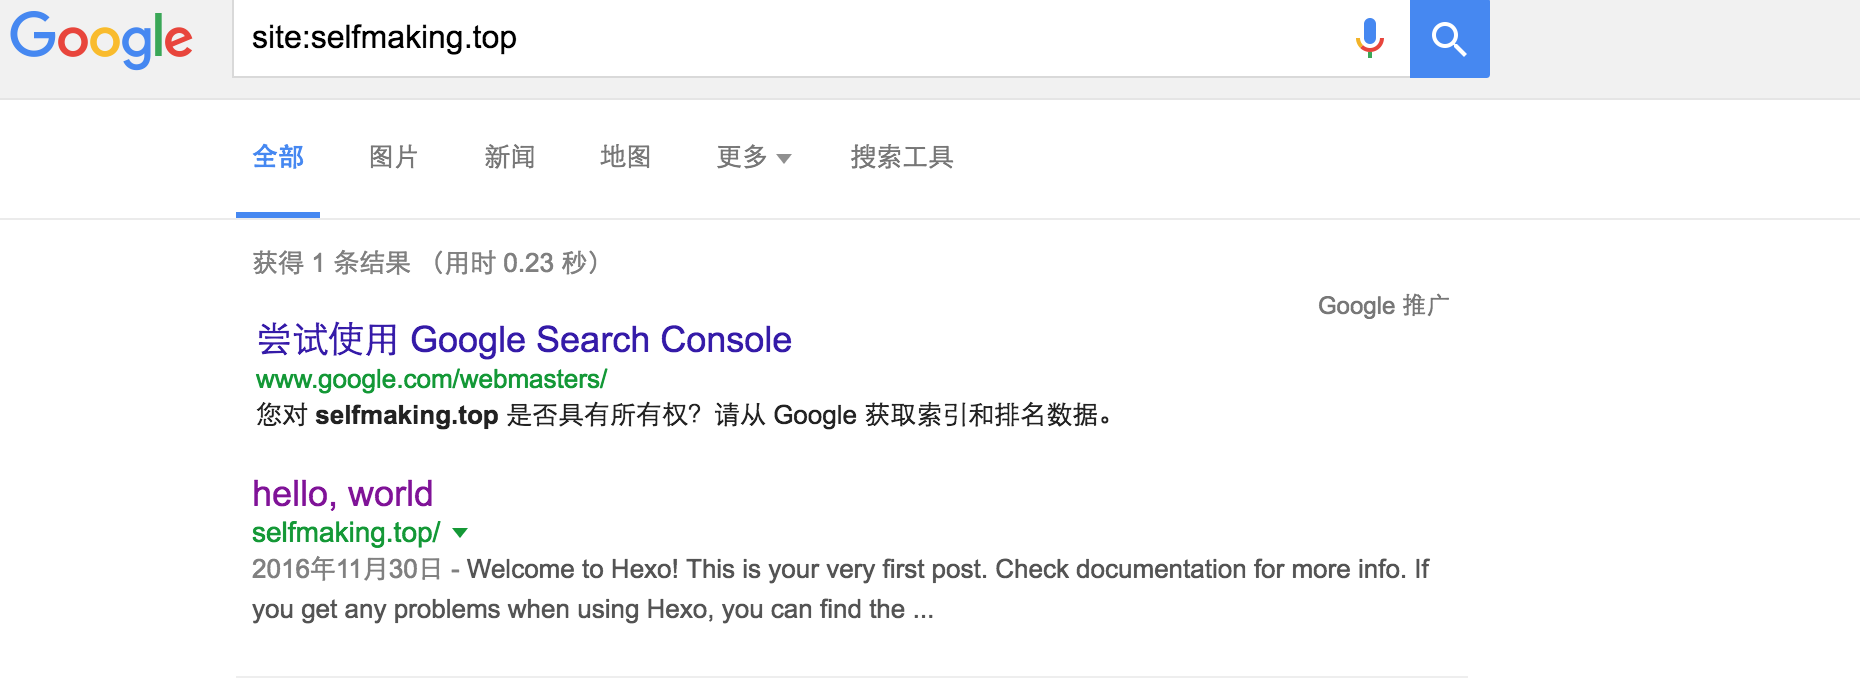 Google
site:selfmaking.top
全部 图片 新闻 地图 更多 搜索工具
获得 1 条结果 （用时 0.23 秒）
Google 推广
尝试使用 Google Search Console
www.google.com/webmasters/
您对 selfmaking.top 是否具有所有权？请从 Google 获取索引和排名数据。
hello, world
selfmaking.top/
2016年11月30日 - Welcome to Hexo! This is your very first post. Check documentation for more info. If
you get any problems when using Hexo, you can find the ...